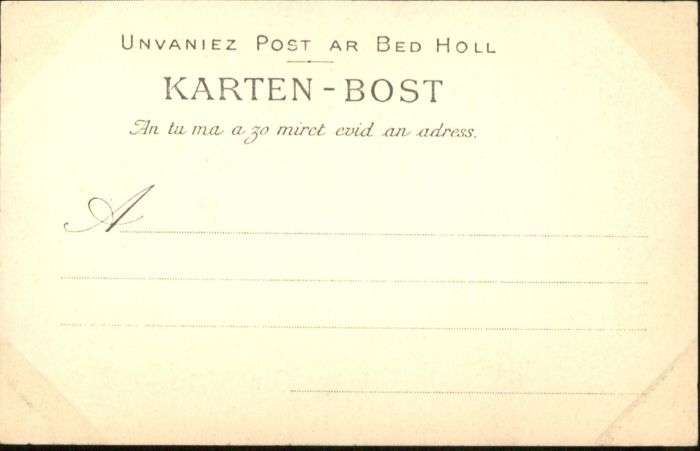 UNVANIEZ POST AR BED HOLL
KARTEN-BOST
An tu ma a zo miret evid an adress.
A